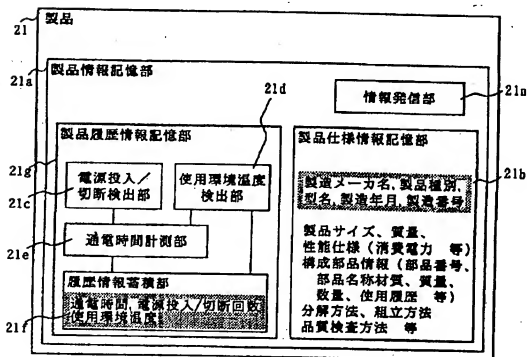 製品
21
製品情報記憶部
21a
情報発信部
21m
21d
製品履歴情報記憶部
21g
電源投入/
切断検出部
21c
使用環境温度
検出部
通電時間計測部
21e
履歴情報蓄積部
通電時間、電源投入/切断回数
使用環境温度
21f
製品仕様情報記憶部
21b
製造メーカ名、製品種別、
型名、製造年月、製造番号
製品サイズ、質量、
性能仕様(消費電力 等)
構成部品情報(部品番号、
部品名称材質、質量、
数量、使用履歴 等)
分解方法、組立方法
品質検査方法 等